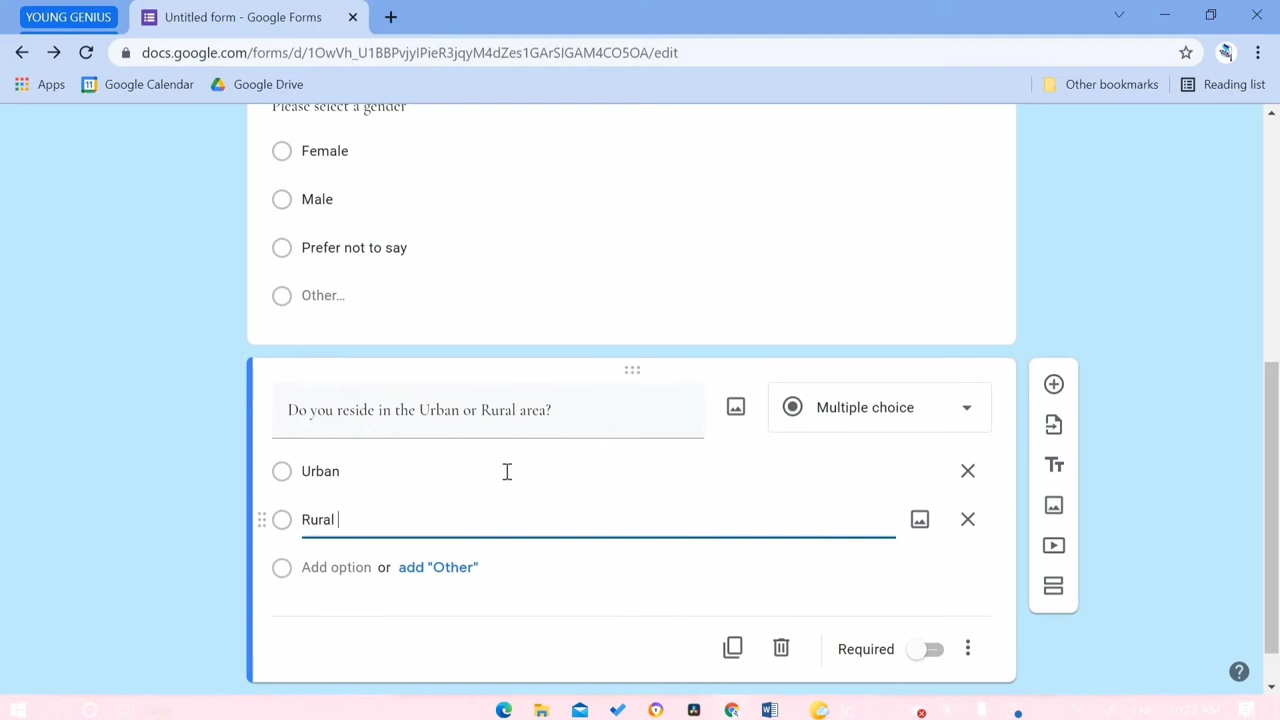 YOUNG GENIUS
Untitled form - Google Forms
docs.google.com/forms/d/1OwVh_U1BBPvjyIPieR3jqyM4dZes1GArSIGAM4CO5OA/edit
Apps
Google Calendar
Google Drive
Other bookmarks
Reading list
Please select a gender
Female
Male
Prefer not to say
Other...
Do you reside in the Urban or Rural area?
Multiple choice
Urban
Rural
Add option or add "Other"
Required